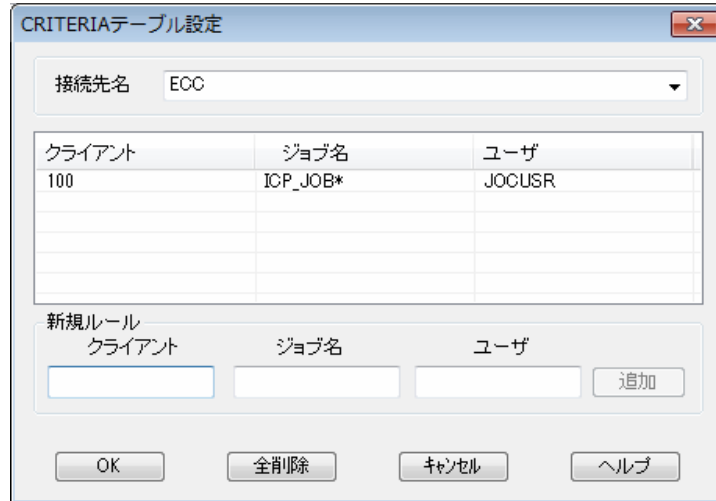 CRITERIAテーブル設定
接続先名 ECC
クライアント ジョブ名 ユーザ
100 ICP_JOB* JOCUSR
新規ルール
クライアント ジョブ名 ユーザ
追加
OK 全削除 キャンセル ヘルプ